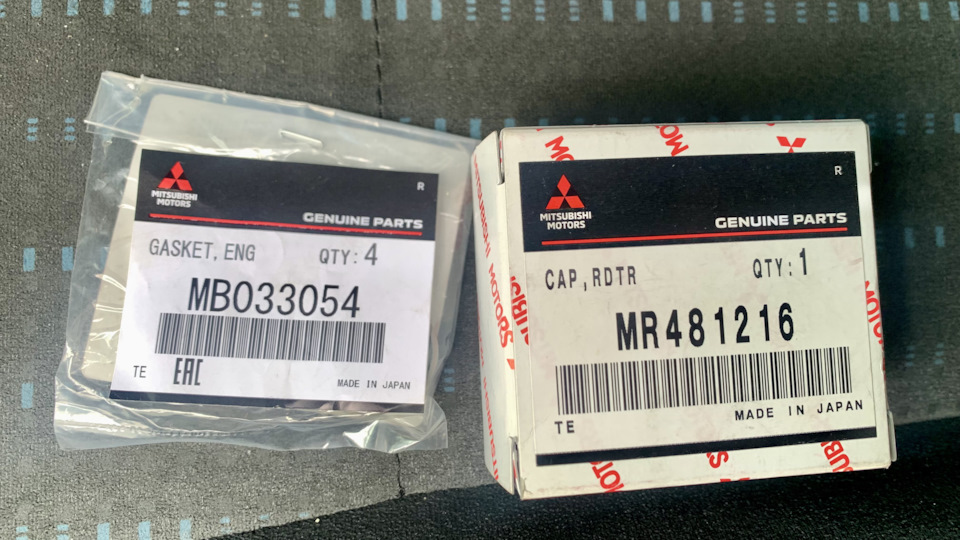 MITSUBISHI
MOTORS
R
GENUINE PARTS
GASKET, ENG QTY: 4
MB033054
TE EAC
MADE IN JAPAN
MITSUBISHI
MOTORS
R
GENUINE PARTS
CAP, RDTR QTY: 1
MR481216
TE
MADE IN JAPAN